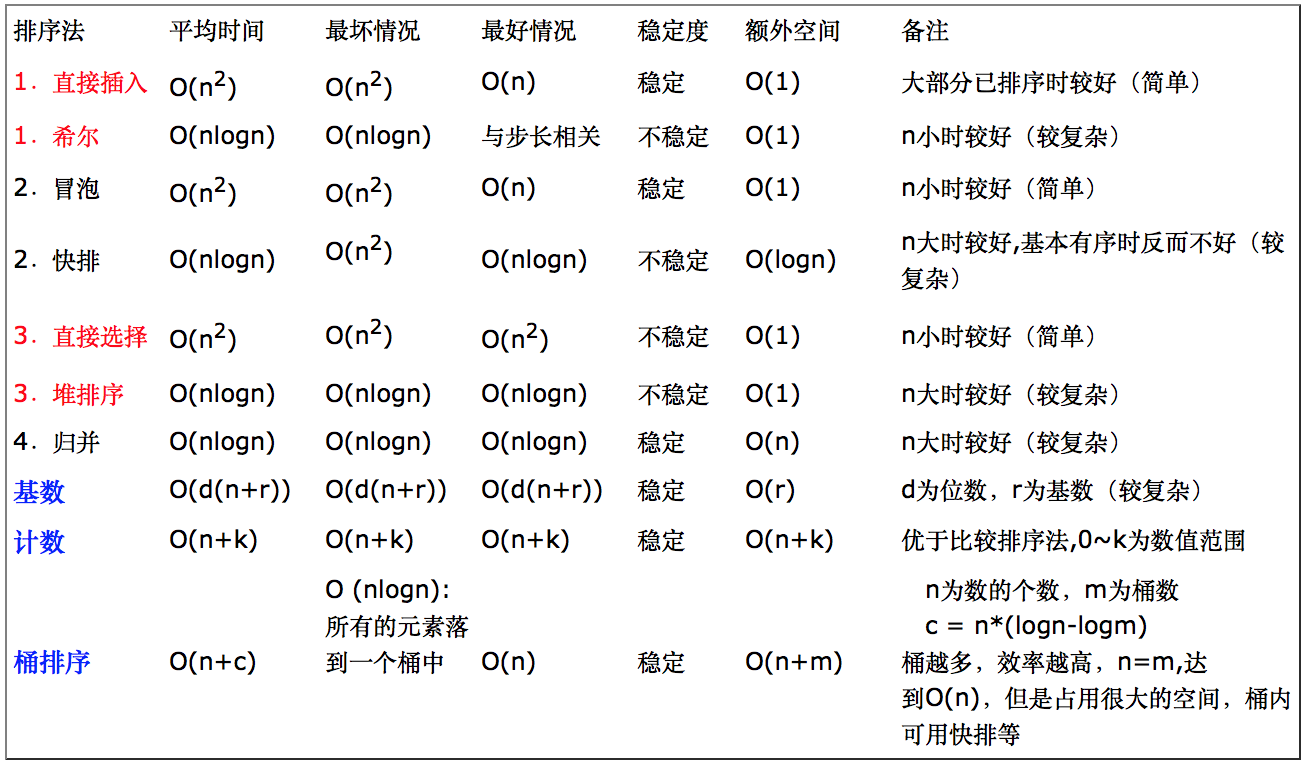 排序法 平均时间 最坏情况 最好情况 稳定度 额外空间 备注
1．直接插入 O(n2) O(n2) O(n) 稳定 O(1) 大部分已排序时较好（简单）
1．希尔 O(nlogn) O(nlogn) 与步长相关 不稳定 O(1) n小时较好（较复杂）
2．冒泡 O(n2) O(n2) O(n) 稳定 O(1) n小时较好（简单）
2．快排 O(nlogn) O(n2) O(nlogn) 不稳定 O(logn) n大时较好,基本有序时反而不好（较
复杂）
3．直接选择 O(n2) O(n2) O(n2) 不稳定 O(1) n小时较好（简单）
3．堆排序 O(nlogn) O(nlogn) O(nlogn) 不稳定 O(1) n大时较好（较复杂）
4．归并 O(nlogn) O(nlogn) O(nlogn) 稳定 O(n) n大时较好（较复杂）
基数 O(d(n+r)) O(d(n+r)) O(d(n+r)) 稳定 O(r) d为位数，r为基数（较复杂）
计数 O(n+k) O(n+k) O(n+k) 稳定 O(n+k) 优于比较排序法,0~k为数值范围
O (nlogn): n为数的个数，m为桶数
所有的元素落 c = n*(logn-logm)
桶排序 O(n+c) 到一个桶中 O(n) 稳定 O(n+m) 桶越多，效率越高，n=m,达
到O(n)，但是占用很大的空间，桶内
可用快排等